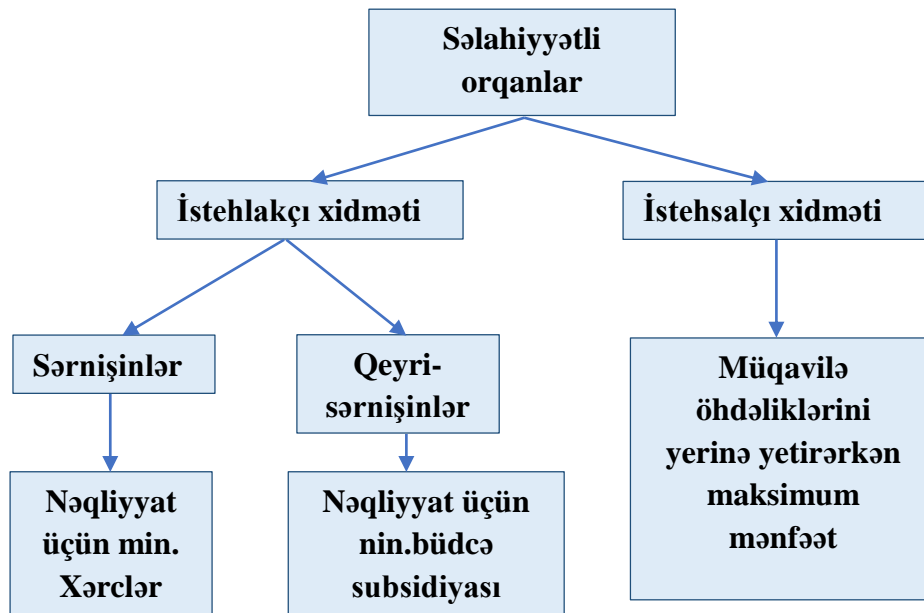 Səlahiyyətli
orqanlar
İstehlakçı xidməti
İstehsalçı xidməti
Sərnişinlər
Qeyri-
sərnişinlər
Müqavilə
öhdəliklərini
yerinə yetirərkən
maksimum
mənfəət
Nəqliyyat
üçün min.
Xərclər
Nəqliyyat üçün
nin.büdcə
subsidiyası